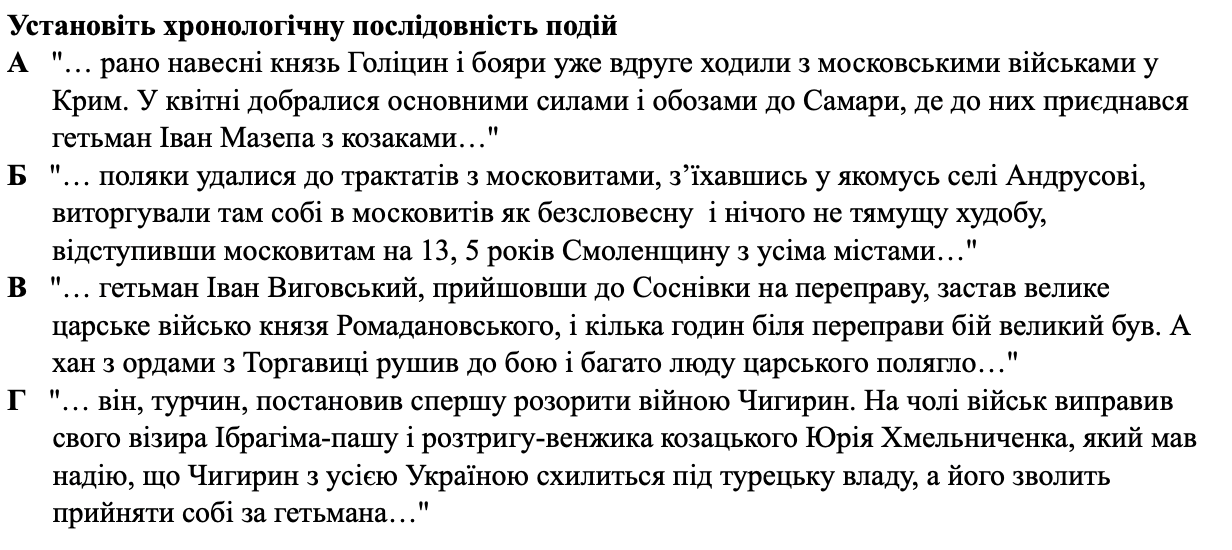 Установіть хронологічну послідовність подій
А "… рано навесні князь Голіцин і бояри уже вдруге ходили з московськими військами у
Крим. У квітні добралися основними силами і обозами до Самари, де до них приєднався
гетьман Іван Мазепа з козаками…"
Б "… поляки удалися до трактатів з московитами, з’їхавшись у якомусь селі Андрусові,
виторгували там собі в московитів як безсловесну  і нічого не тямущу худобу,
відступивши московитам на 13, 5 років Смоленщину з усіма містами…"
В "… гетьман Іван Виговський, прийшовши до Соснівки на переправу, застав велике
царське військо князя Ромадановського, і кілька годин біля переправи бій великий був. А
хан з ордами з Торгавиці рушив до бою і багато люду царського полягло…"
Г "… він, турчин, постановив спершу розорити війною Чигирин. На чолі військ виправив
свого візира Ібрагіма-пашу і розтригу-венжика козацького Юрія Хмельниченка, який мав
надію, що Чигирин з усією Україною схилиться під турецьку владу, а його зволить
прийняти собі за гетьмана…"